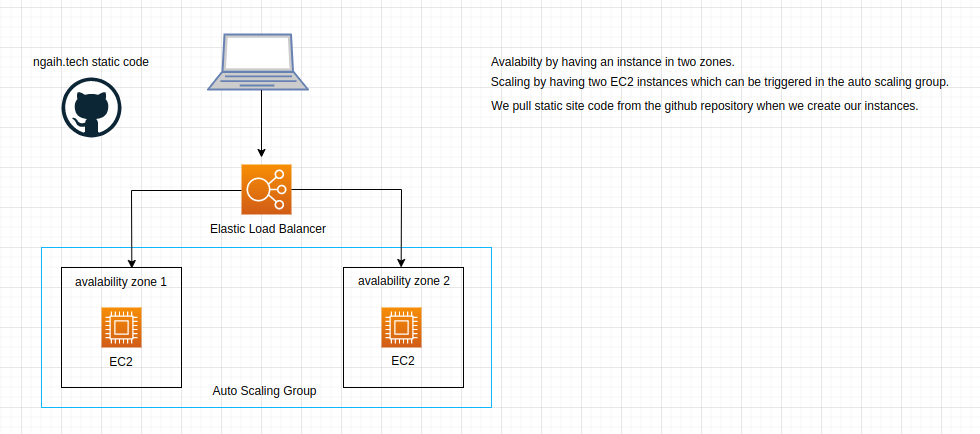 ngaih.tech static code
Avalabilty by having an instance in two zones.
Scaling by having two EC2 instances which can be triggered in the auto scaling group.
We pull static site code from the github repository when we create our instances.
Elastic Load Balancer
avalability zone 1
EC2
avalability zone 2
EC2
Auto Scaling Group